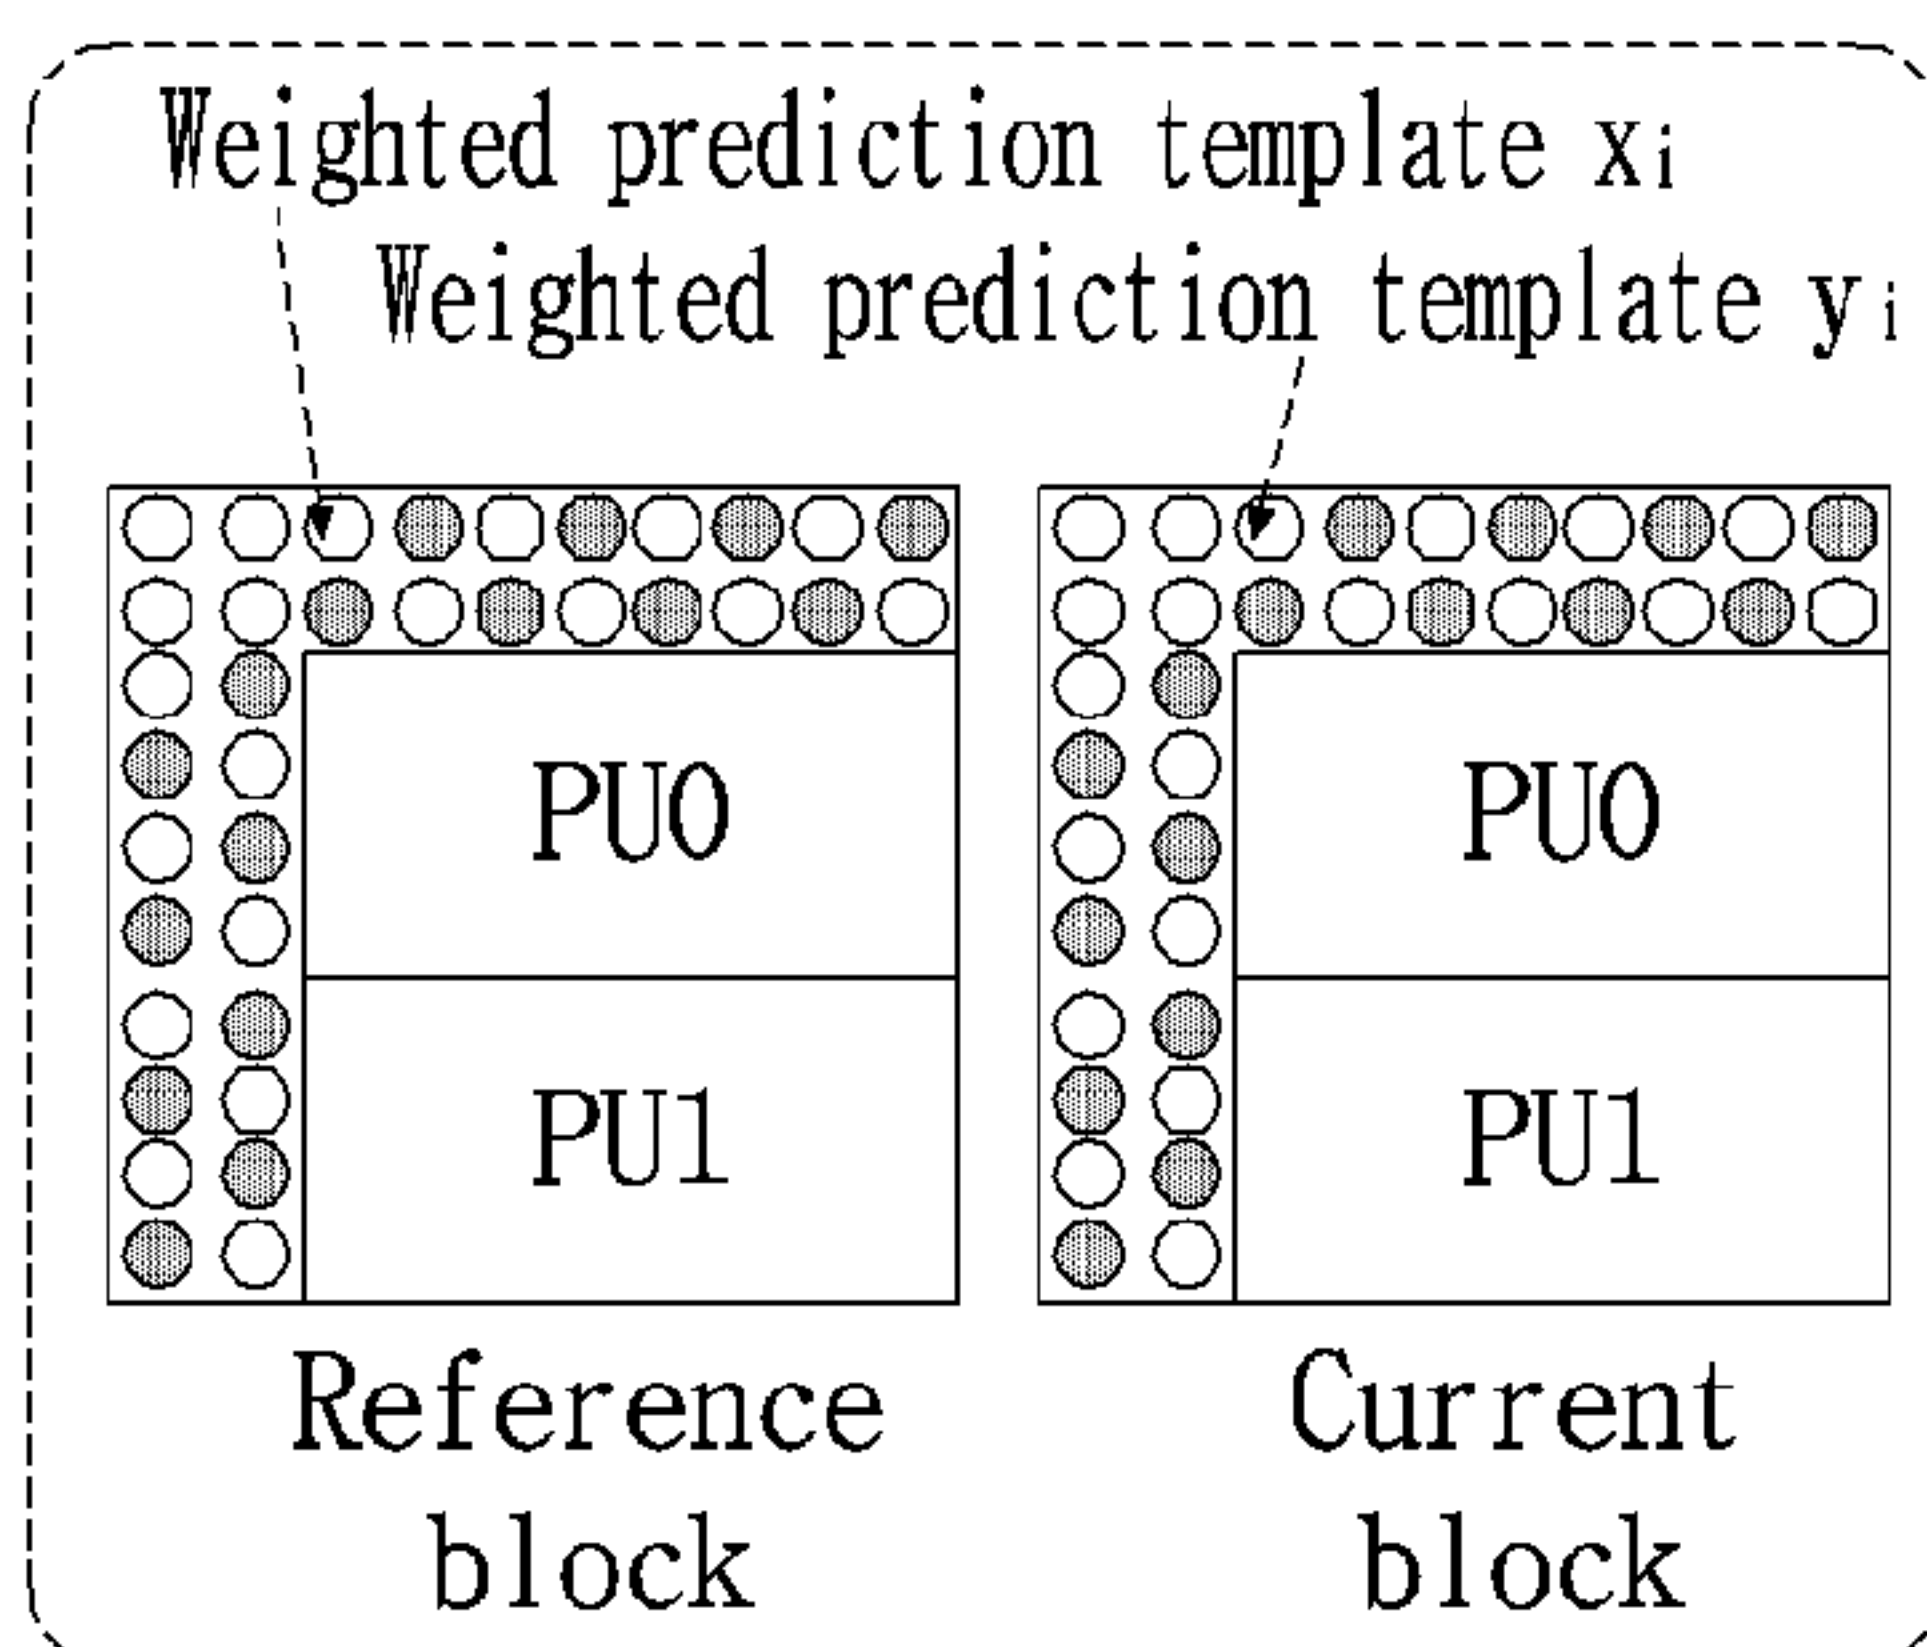 Weighted prediction template xi
Weighted prediction template yi
PU0
PU0
PU1
PU1
Reference block
Current block